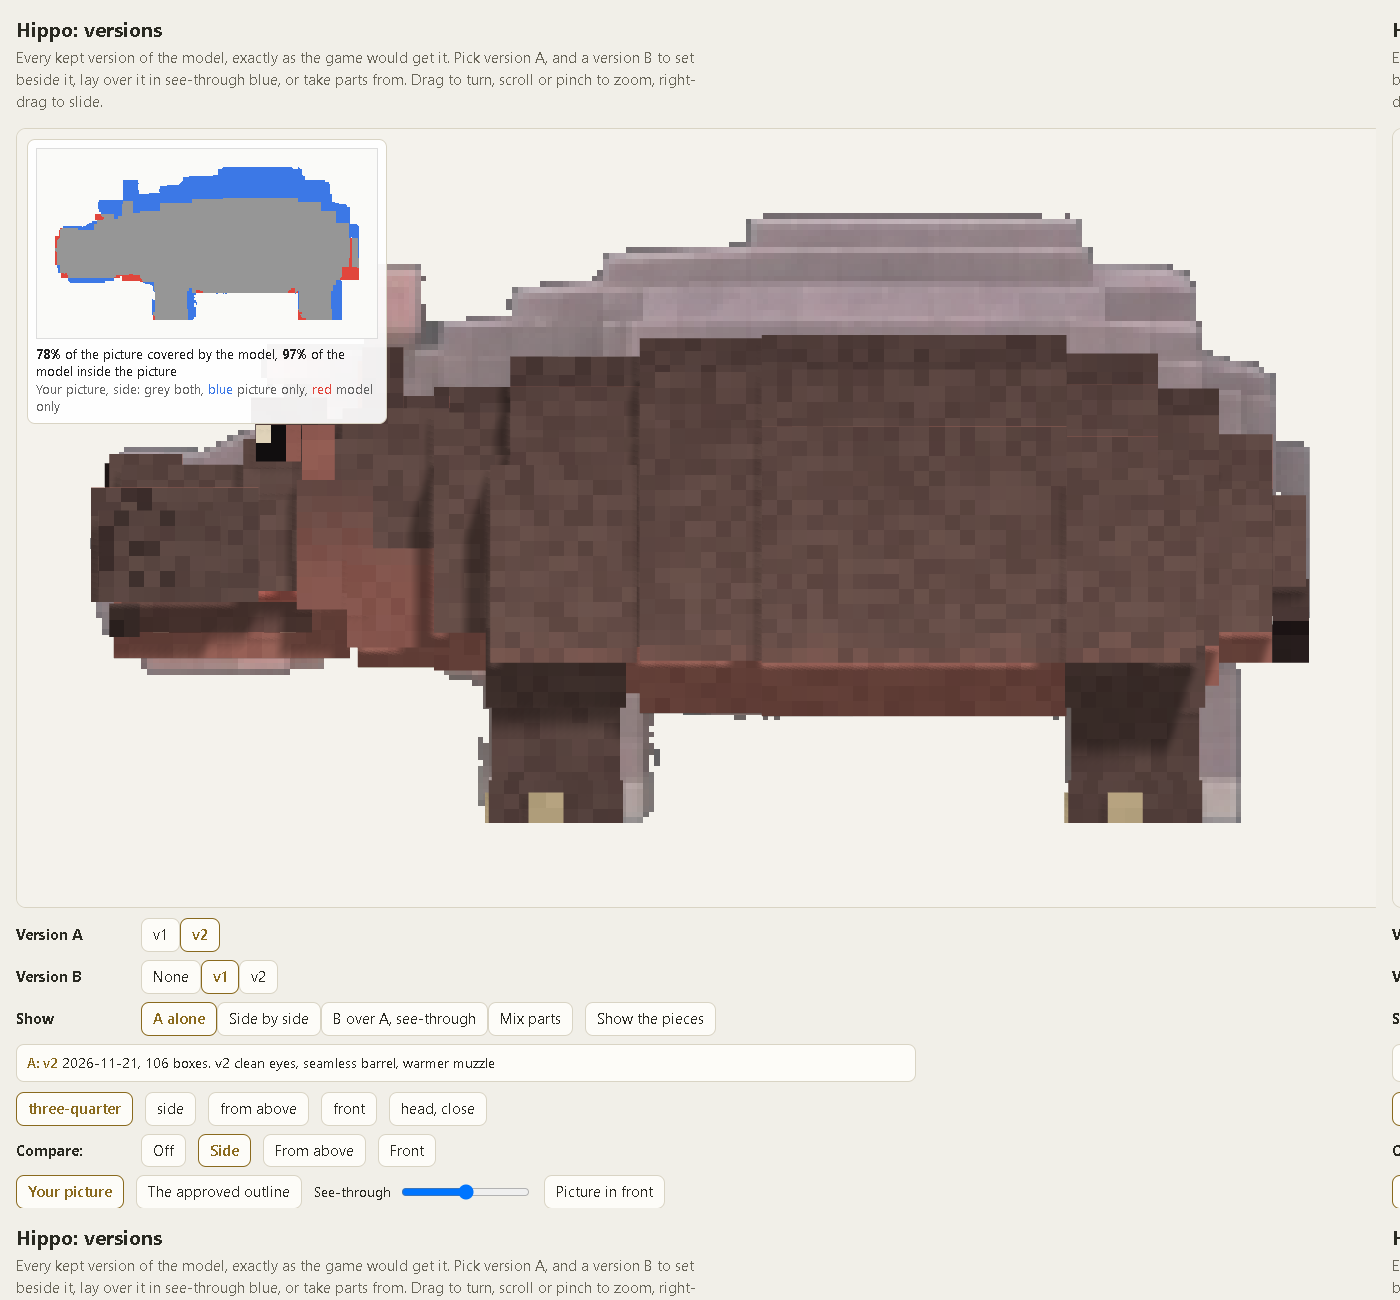 Hippo: versions
Every kept version of the model, exactly as the game would get it. Pick version A, and a version B to set
beside it, lay over it in see-through blue, or take parts from. Drag to turn, scroll or pinch to zoom, right-
drag to slide.
78% of the picture covered by the model, 97% of the
model inside the picture
Your picture, side: grey both, blue picture only, red model
only
Version A v1 v2
Version B None v1 v2
Show A alone Side by side B over A, see-through Mix parts Show the pieces
A: v2 2026-11-21, 106 boxes. v2 clean eyes, seamless barrel, warmer muzzle
three-quarter side from above front head, close
Compare: Off Side From above Front
Your picture The approved outline See-through Picture in front
Hippo: versions
Every kept version of the model, exactly as the game would get it. Pick version A, and a version B to set
beside it, lay over it in see-through blue, or take parts from. Drag to turn, scroll or pinch to zoom, right-